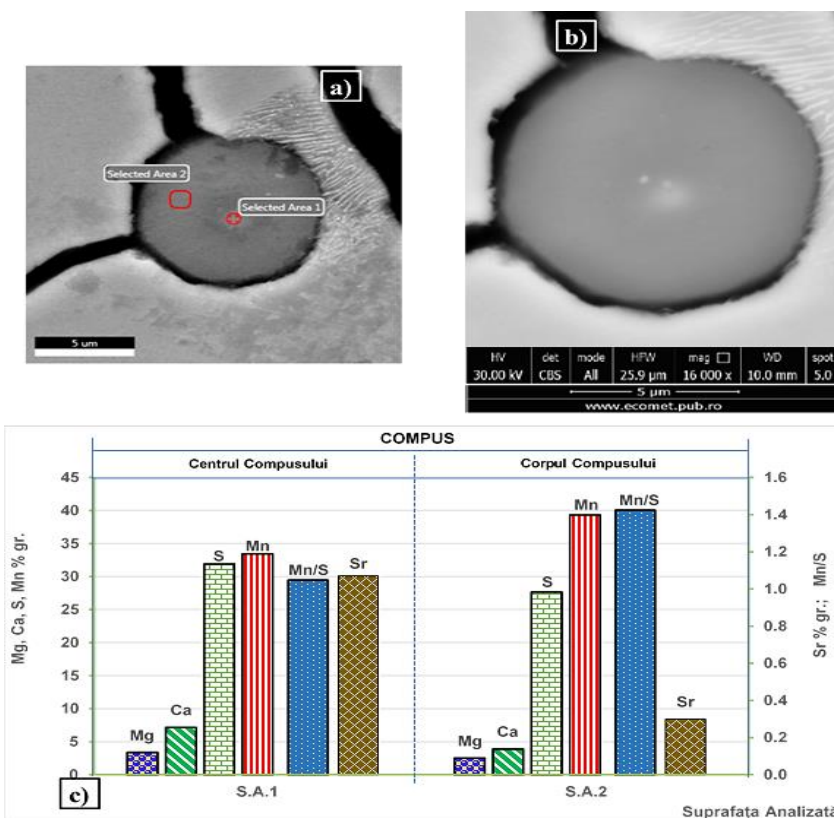 a)
Selected Area 2
Selected Area 1
5 um
b)
HV det mode HFW mag WD spot
30.00 kV CBS All 25.9 µm 16 000 x 10.0 mm 5.0
5 µm
www.ecomet.pub.ro
COMPUS
Centrul Compusului Corpul Compusului
Mg, Ca, S, Mn % gr.
45
40
35
30
25
20
15
10
5
0
Mg
Ca
S
Mn
Mn/S
Sr
Mg
Ca
S
Mn
Mn/S
Sr
1.6
1.4
1.2
1.0
0.8
0.6
0.4
0.2
0.0
Sr % gr.; Mn/S
c)
S.A.1 S.A.2
Suprafața Analizată